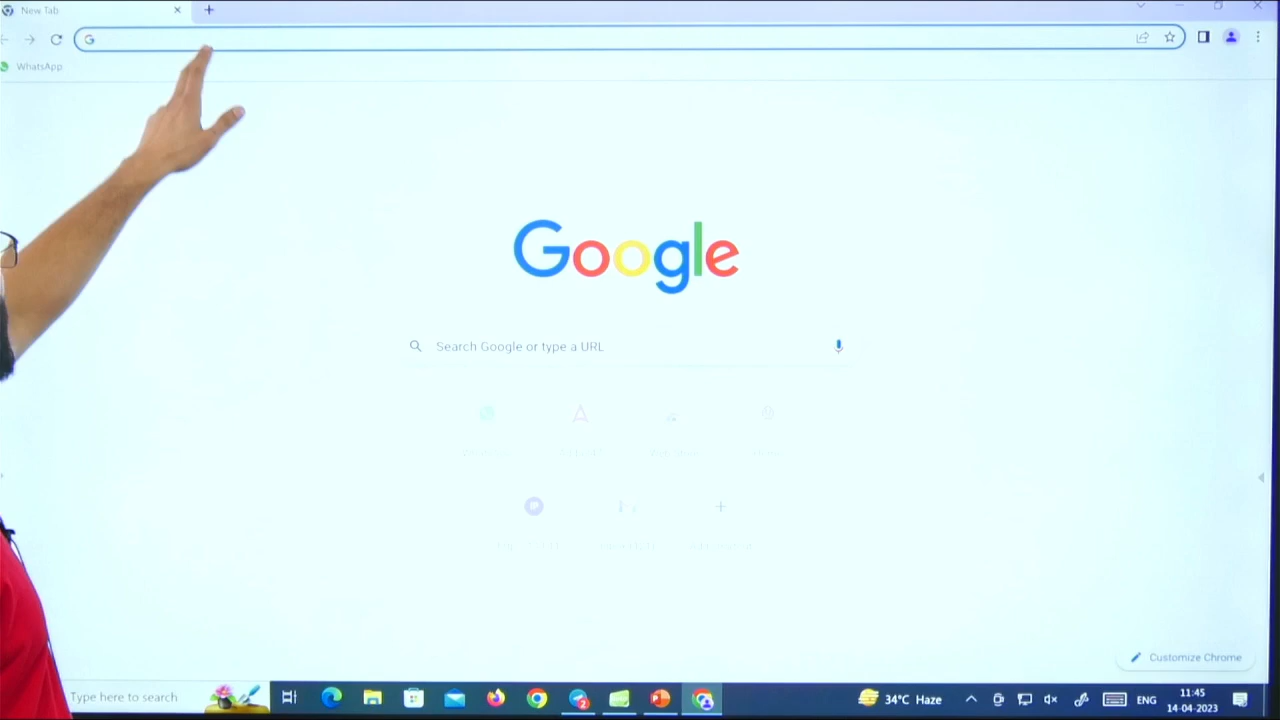 New Tab
WhatsApp
Google
Search Google or type a URL
Customize Chrome
Type here to search
2
34°C Haze
ENG
11:45
14-04-2023